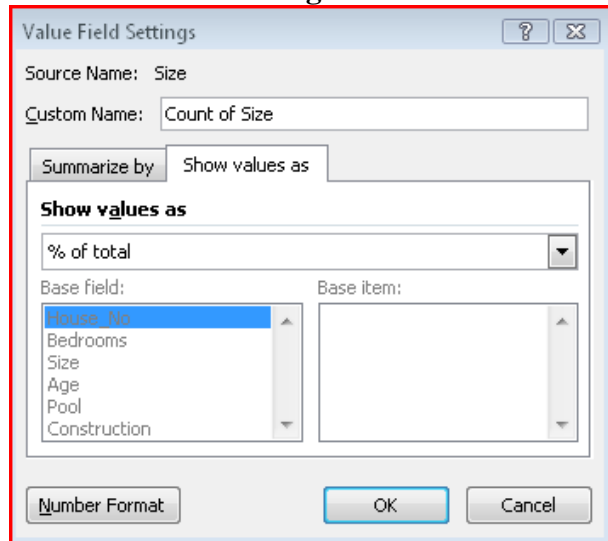 Value Field Settings
Source Name: Size
Custom Name: Count of Size
Summarize by Show values as
Show values as
% of total
Base field: Base item:
House_No
Bedrooms
Size
Age
Pool
Construction
Number Format OK Cancel